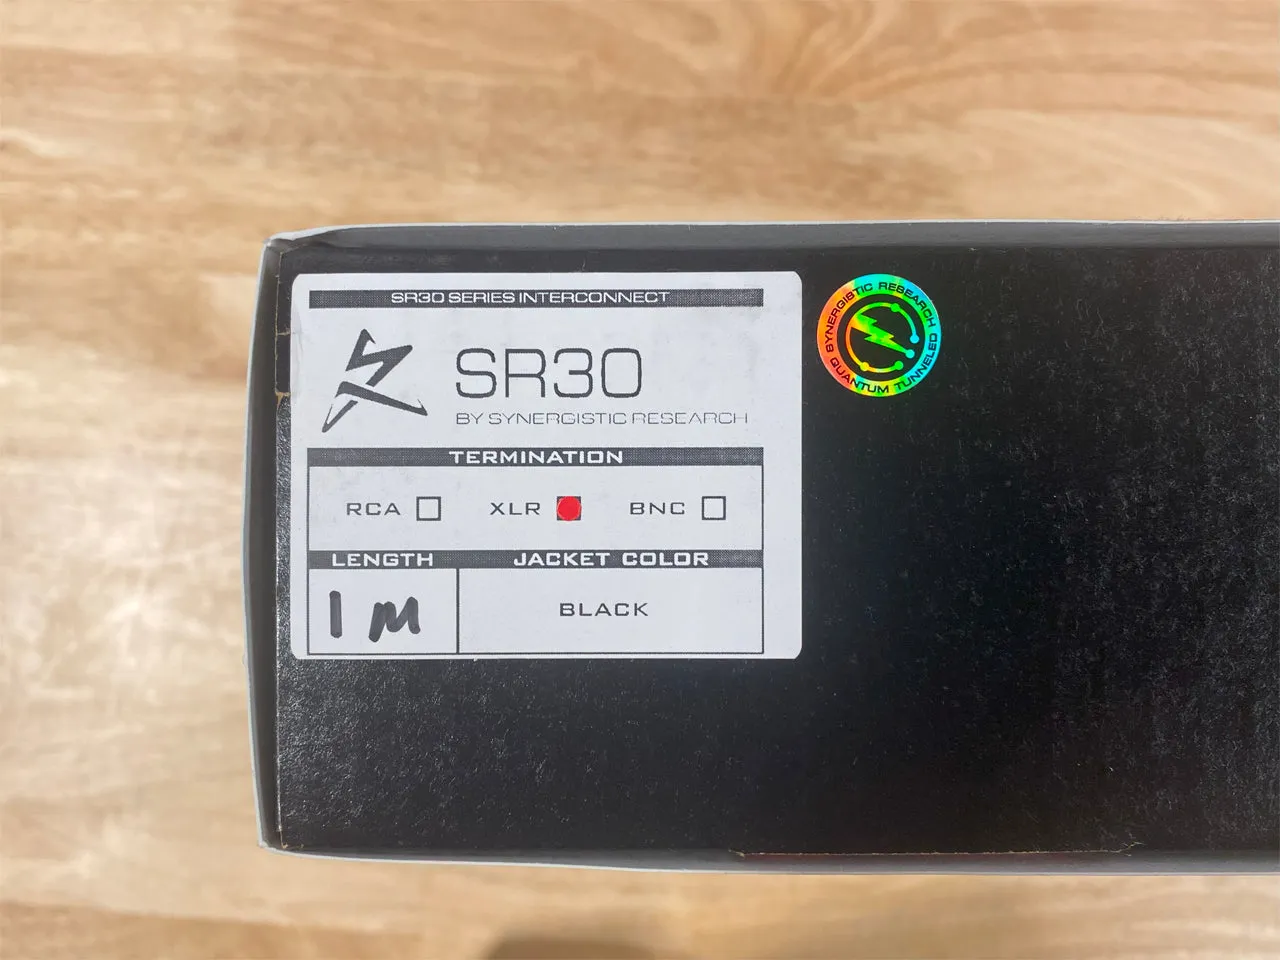 SR30 SERIES INTERCONNECT
SR30
BY SYNERGISTIC RESEARCH
TERMINATION
RCA XLR BNC
LENGTH JACKET COLOR
1 M BLACK
SYNERGISTIC RESEARCH
QUANTUM TUNNELED